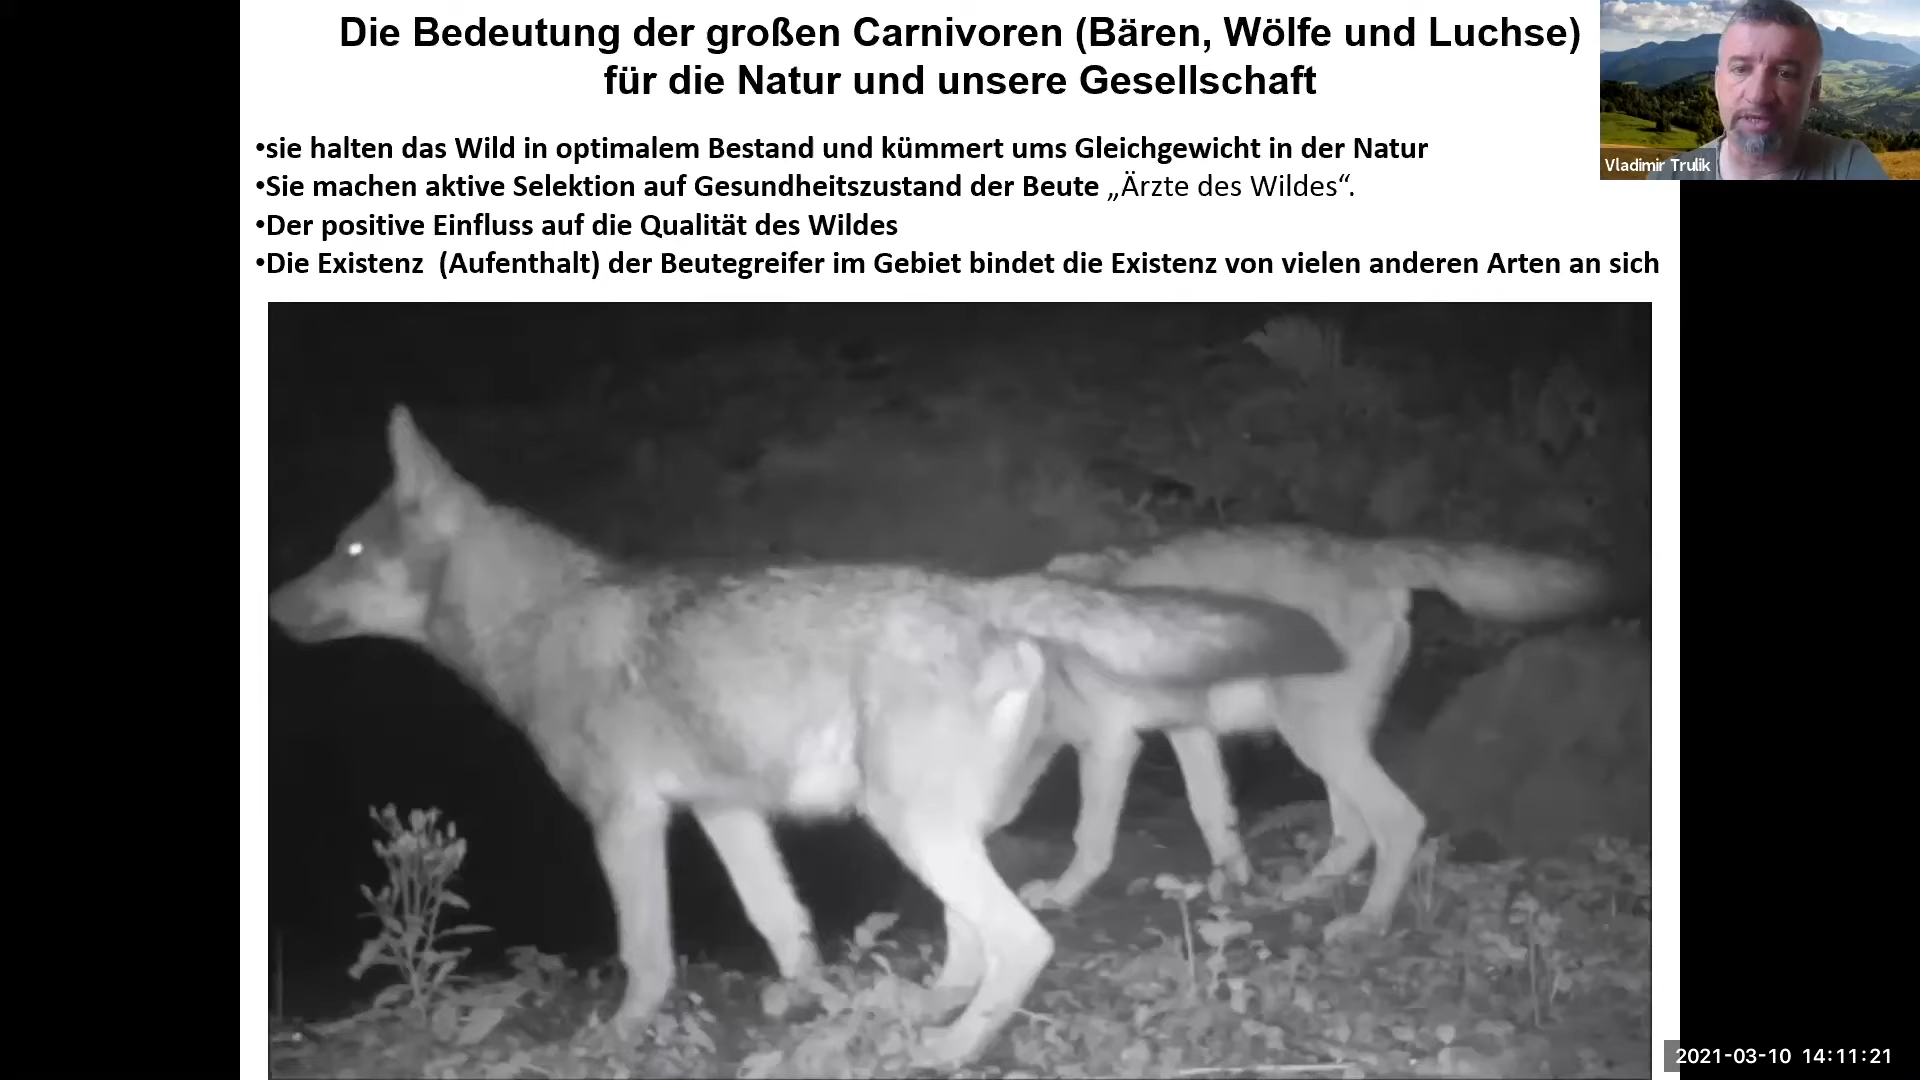 Die Bedeutung der großen Carnivoren (Bären, Wölfe und Luchse)
für die Natur und unsere Gesellschaft
•sie halten das Wild in optimalem Bestand und kümmert ums Gleichgewicht in der Natur
•Sie machen aktive Selektion auf Gesundheitszustand der Beute „Ärzte des Wildes“.
•Der positive Einfluss auf die Qualität des Wildes
•Die Existenz  (Aufenthalt) der Beutegreifer im Gebiet bindet die Existenz von vielen anderen Arten an sich
Vladimir Trulik
2021-03-10 14:11:21